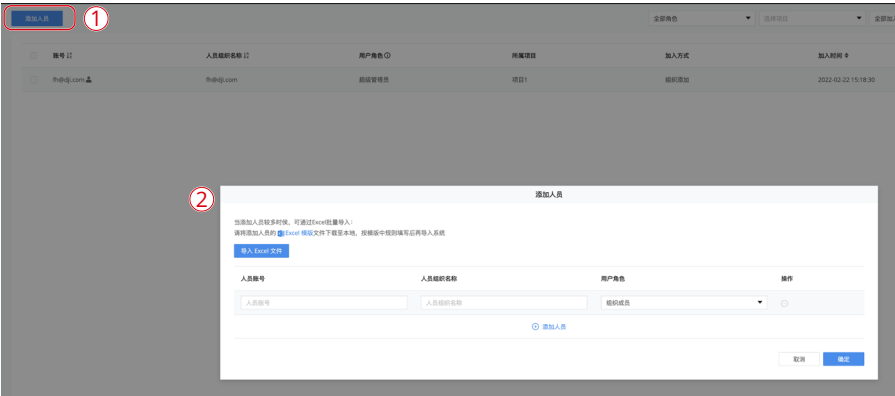 添加人员
1
全部角色
选择项目
全部加入
账号
人员组织名称
用户角色
所属项目
加入方式
加入时间
fh@dji.com
fh@dji.com
超级管理员
项目1
组织添加
2022-02-22 15:18:30
2
添加人员
当添加人员较多时候，可通过Excel批量导入：
请将添加人员的 Excel 模版文件下载至本地，按模版中规则填写后再导入系统
导入 Excel 文件
人员账号
人员组织名称
用户角色
操作
人员账号
人员组织名称
组织成员
添加人员
取消
确定